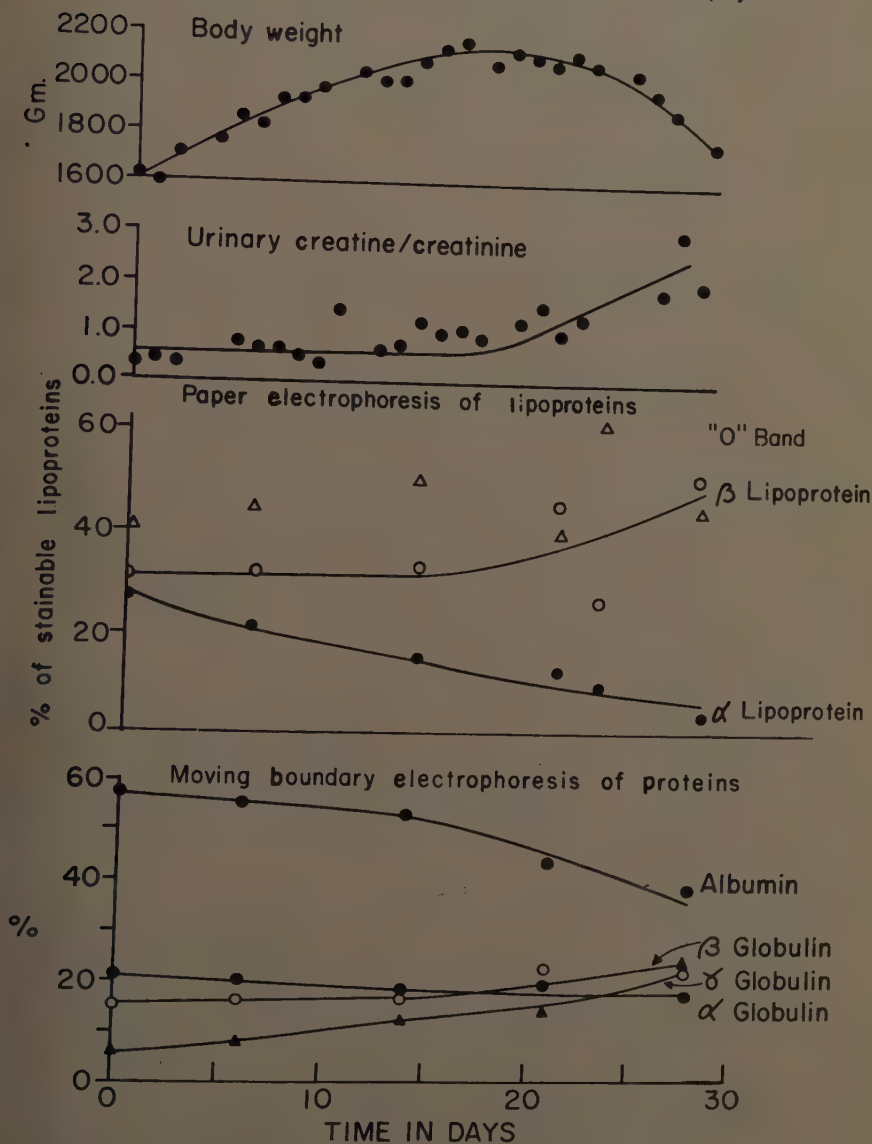 Body weight
2200
2000
1800
1600
Gm.
Urinary creatine/creatinine
3.0
2.0
1.0
0.0
Paper electrophoresis of lipoproteins
60
40
20
0
% of stainable lipoproteins
"O" Band
β Lipoprotein
α Lipoprotein
Moving boundary electrophoresis of proteins
60
40
20
0
%
Albumin
β Globulin
γ Globulin
α Globulin
0 10 20 30
TIME IN DAYS